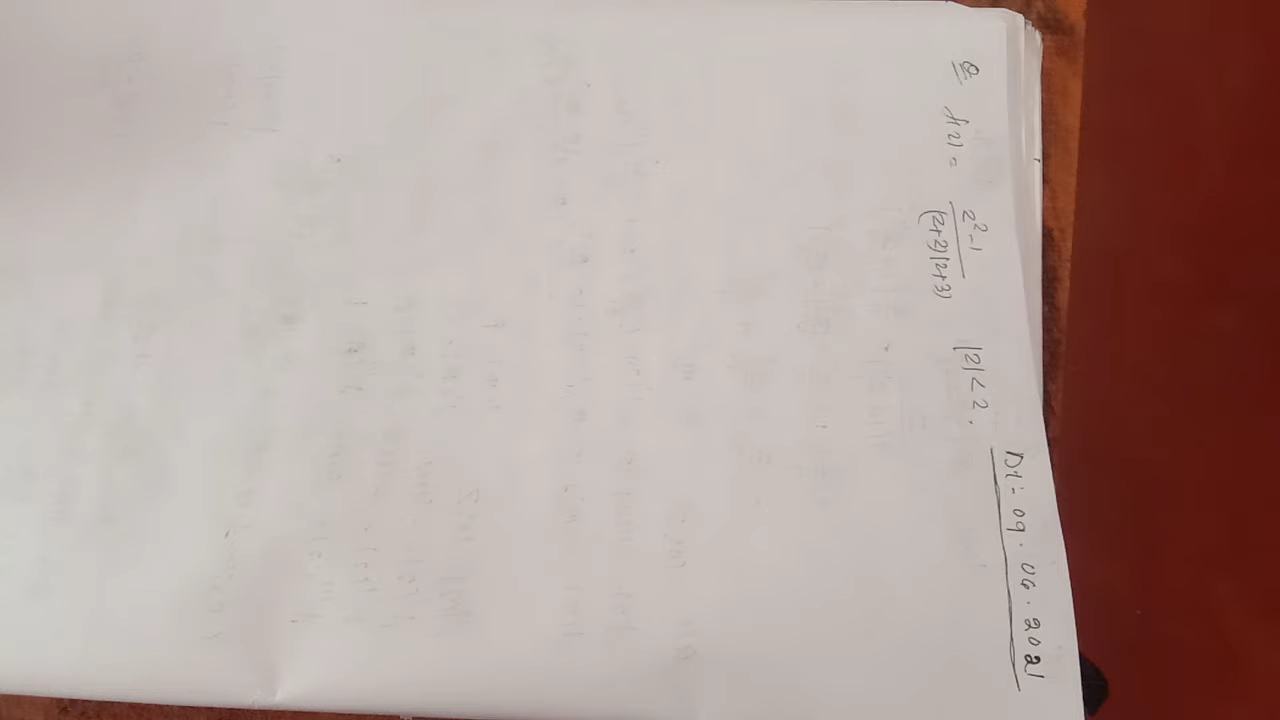 Dt:- 09.06.2021
Q f(z) = z²-1 / (z+2)(z+3) |z| < 2.